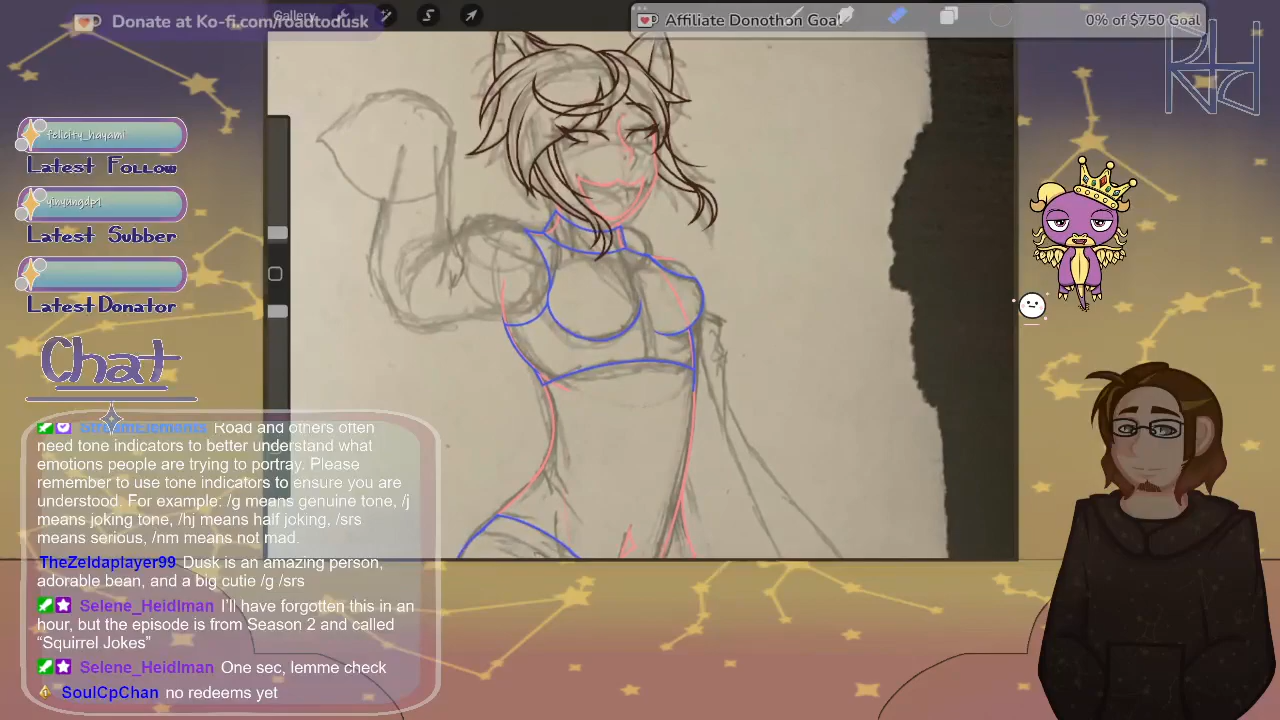 Gallery
Donate at Ko-fi.com/roadtodusk
Affiliate Donothon Goal
0% of $750 Goal
felicity_hayami
Latest Follow
yinyungdp1
Latest Subber
Latest Donator
Chat
Road and others often
need tone indicators to better understand what
emotions people are trying to portray. Please
remember to use tone indicators to ensure you are
understood. For example: /g means genuine tone, /j
means joking tone, /hj means half joking, /srs
means serious, /nm means not mad.
TheZeldaplayer99 Dusk is an amazing person,
adorable bean, and a big cutie /g /srs
Selene_Heidlman I'll have forgotten this in an
hour, but the episode is from Season 2 and called
“Squirrel Jokes”
Selene_Heidlman One sec, lemme check
SoulCpChan no redeems yet